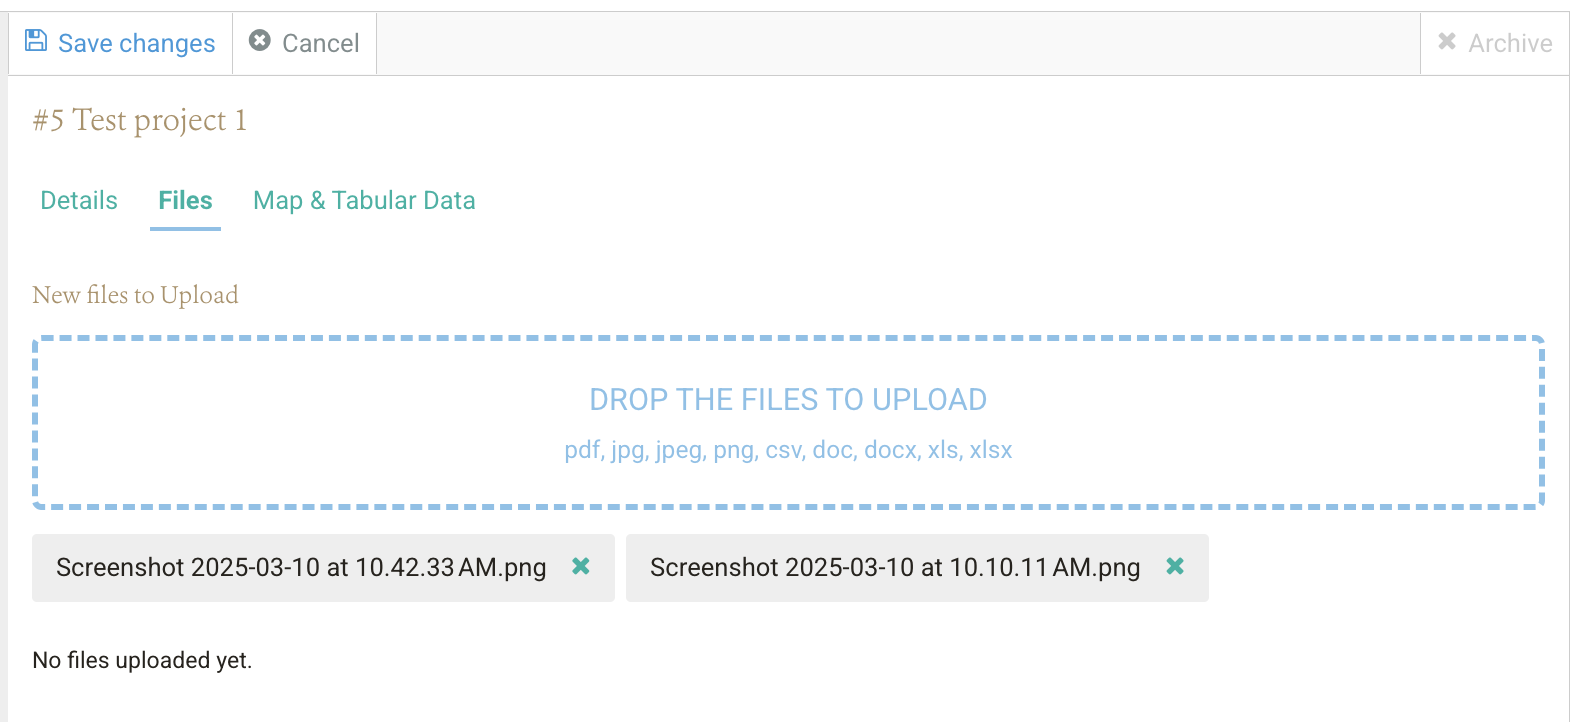 Save changes
Cancel
Archive
#5 Test project 1
Details
Files
Map & Tabular Data
New files to Upload
DROP THE FILES TO UPLOAD
pdf, jpg, jpeg, png, csv, doc, docx, xls, xlsx
Screenshot 2025-03-10 at 10.42.33 AM.png
Screenshot 2025-03-10 at 10.10.11 AM.png
No files uploaded yet.